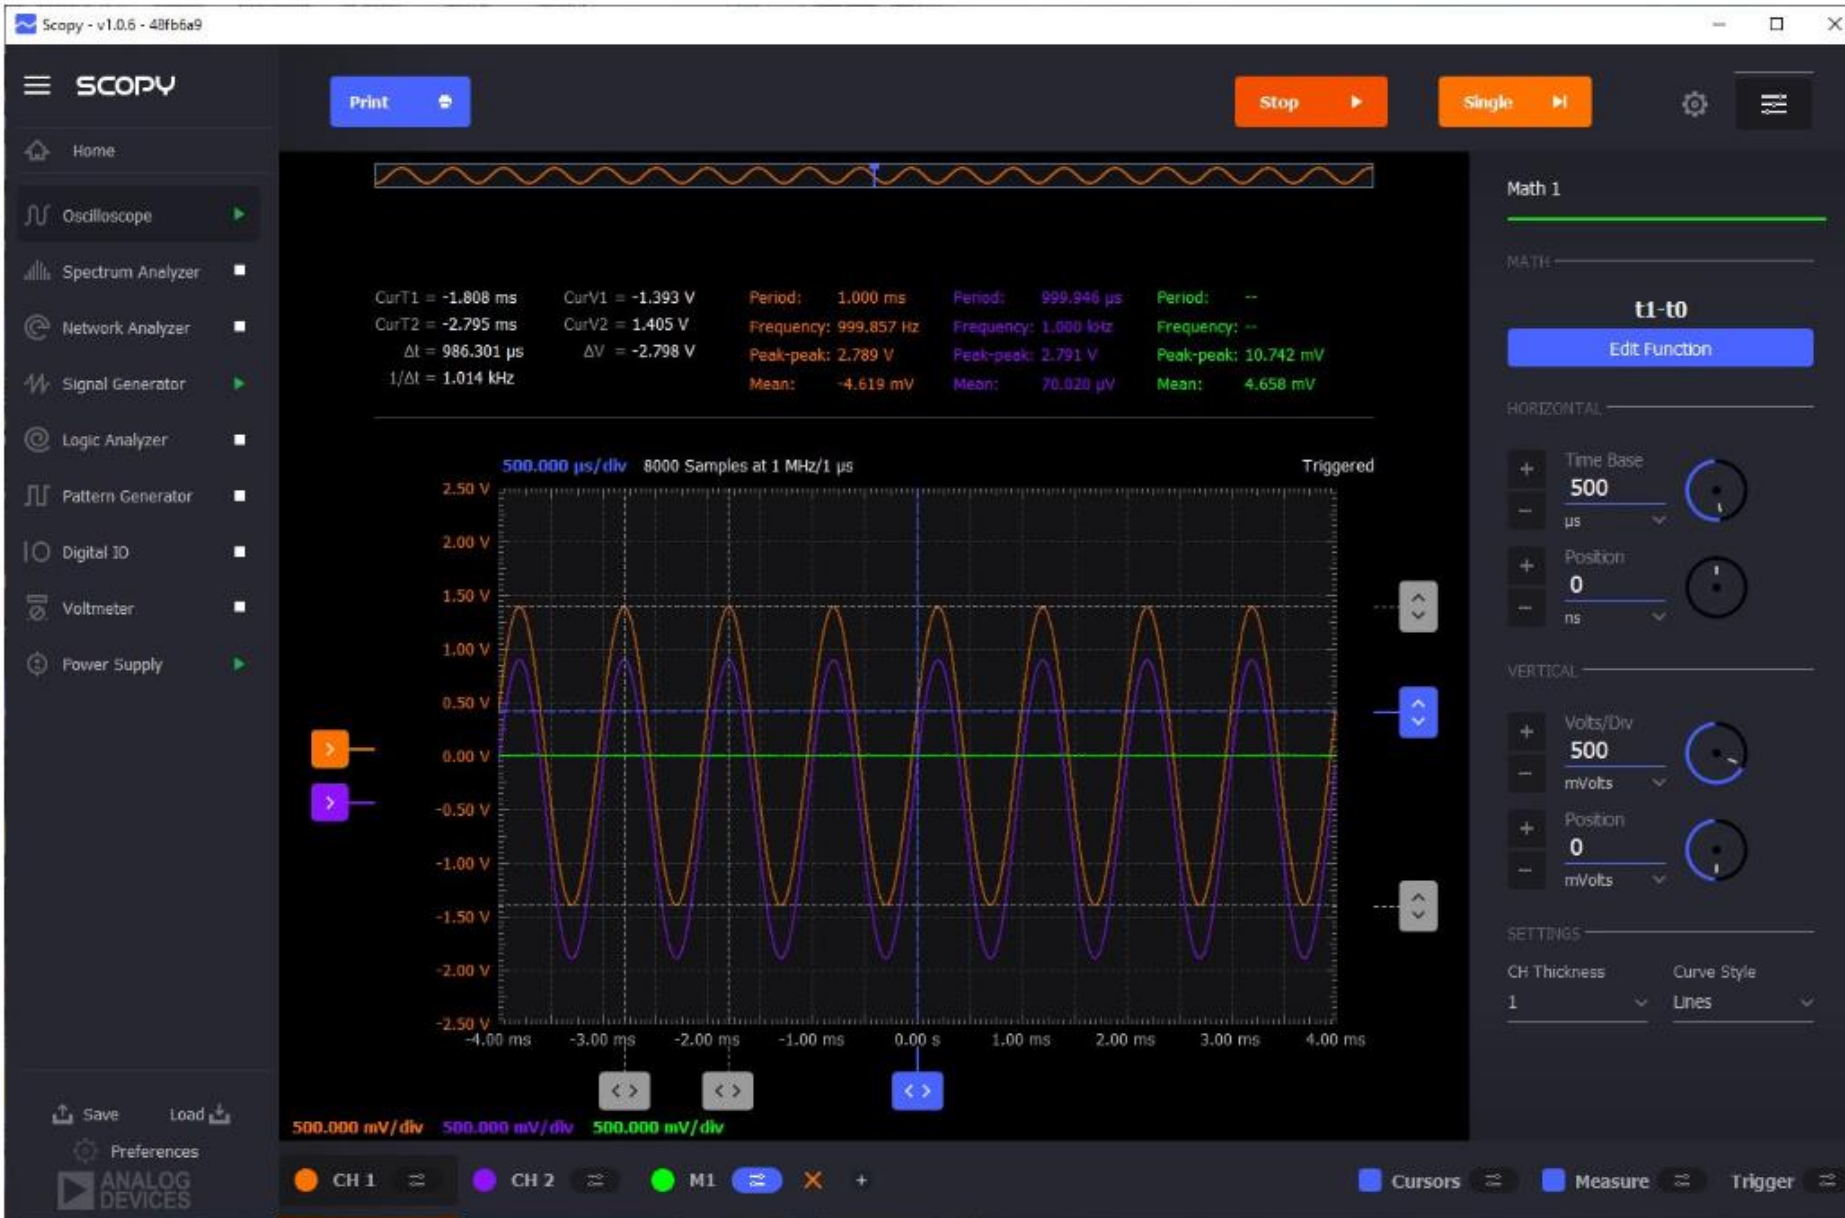 Scopy - v1.0.6 - 48fb6a9
SCOPY
Print
Stop
Single
Home
Oscilloscope
Spectrum Analyzer
Network Analyzer
Signal Generator
Logic Analyzer
Pattern Generator
Digital IO
Voltmeter
Power Supply
Save Load
Preferences
ANALOG
DEVICES
CurT1 = -1.808 ms CurV1 = -1.393 V
CurT2 = -2.795 ms CurV2 = 1.405 V
Δt = 986.301 µs ΔV = -2.798 V
1/Δt = 1.014 kHz
Period: 1.000 ms
Frequency: 999.857 Hz
Peak-peak: 2.789 V
Mean: -4.619 mV
Period: 999.946 µs
Frequency: 1.000 kHz
Peak-peak: 2.791 V
Mean: 70.020 µV
Period: --
Frequency: --
Peak-peak: 10.742 mV
Mean: 4.658 mV
500.000 µs/div 8000 Samples at 1 MHz/1 µs Triggered
2.50 V
2.00 V
1.50 V
1.00 V
0.50 V
0.00 V
-0.50 V
-1.00 V
-1.50 V
-2.00 V
-2.50 V
-4.00 ms -3.00 ms -2.00 ms -1.00 ms 0.00 s 1.00 ms 2.00 ms 3.00 ms 4.00 ms
500.000 mV/div 500.000 mV/div 500.000 mV/div
CH 1 CH 2 M1 + Cursors Measure Trigger
Math 1
MATH
t1-t0
Edit Function
HORIZONTAL
Time Base
500
µs
Position
0
ns
VERTICAL
Volts/Div
500
mVolts
Position
0
mVolts
SETTINGS
CH Thickness Curve Style
1 Lines